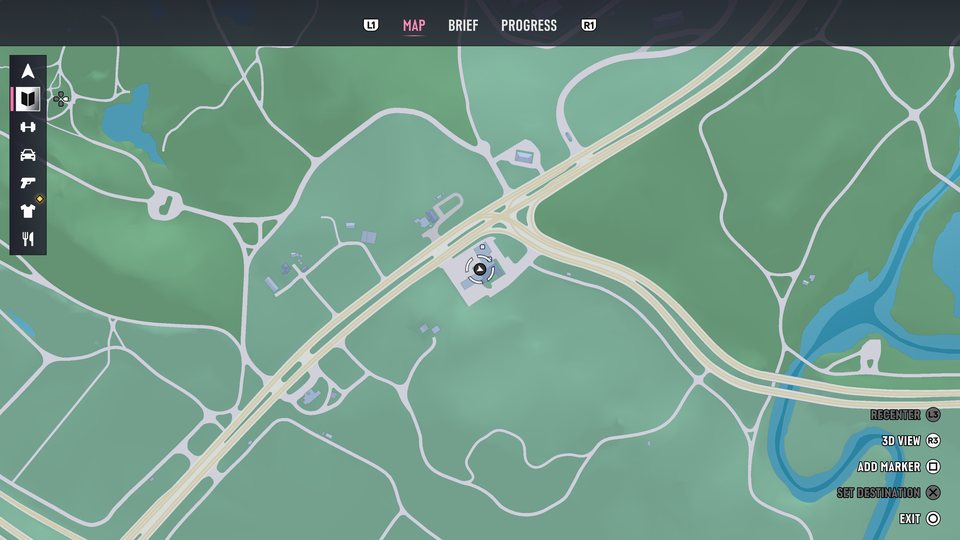 L1 MAP BRIEF PROGRESS R1
RECENTER L3
3D VIEW R3
ADD MARKER
SET DESTINATION
EXIT